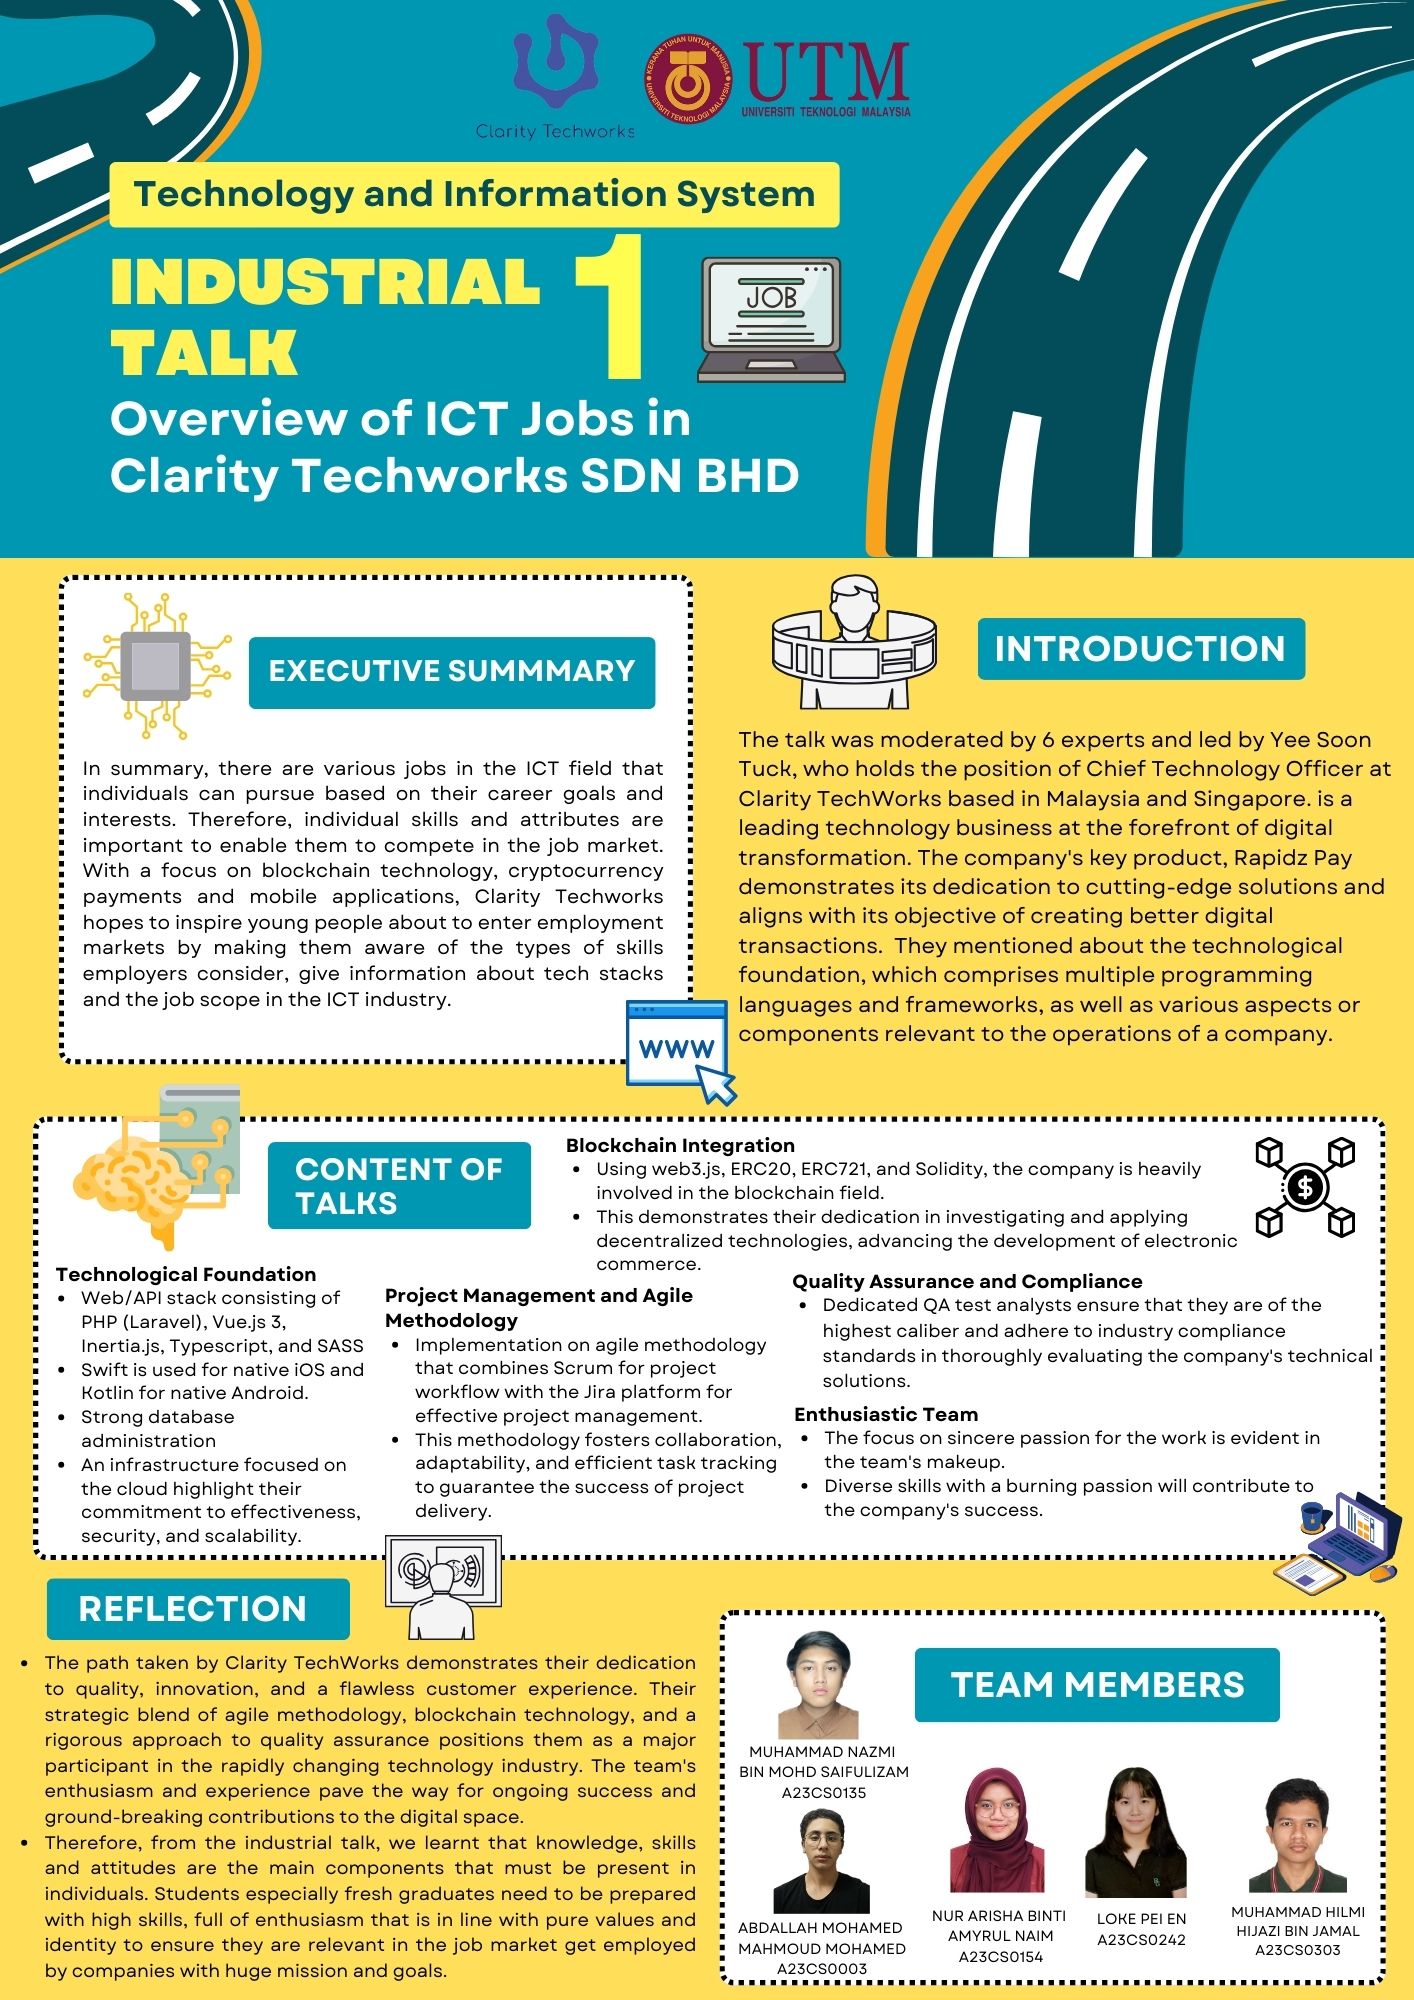 Clarity Techworks
KERANA TUHAN UNTUK MANUSIA
UNIVERSITI TEKNOLOGI MALAYSIA
UTM
UNIVERSITI TEKNOLOGI MALAYSIA
Technology and Information System
INDUSTRIAL
TALK
1
JOB
Overview of ICT Jobs in
Clarity Techworks SDN BHD
EXECUTIVE SUMMMARY
In summary, there are various jobs in the ICT field that
individuals can pursue based on their career goals and
interests. Therefore, individual skills and attributes are
important to enable them to compete in the job market.
With a focus on blockchain technology, cryptocurrency
payments and mobile applications, Clarity Techworks
hopes to inspire young people about to enter employment
markets by making them aware of the types of skills
employers consider, give information about tech stacks
and the job scope in the ICT industry.
WWW
INTRODUCTION
The talk was moderated by 6 experts and led by Yee Soon
Tuck, who holds the position of Chief Technology Officer at
Clarity TechWorks based in Malaysia and Singapore. is a
leading technology business at the forefront of digital
transformation. The company's key product, Rapidz Pay
demonstrates its dedication to cutting-edge solutions and
aligns with its objective of creating better digital
transactions.  They mentioned about the technological
foundation, which comprises multiple programming
languages and frameworks, as well as various aspects or
components relevant to the operations of a company.
CONTENT OF
TALKS
Technological Foundation
• Web/API stack consisting of
PHP (Laravel), Vue.js 3,
Inertia.js, Typescript, and SASS
• Swift is used for native iOS and
Kotlin for native Android.
• Strong database
administration
• An infrastructure focused on
the cloud highlight their
commitment to effectiveness,
security, and scalability.
Blockchain Integration
• Using web3.js, ERC20, ERC721, and Solidity, the company is heavily
involved in the blockchain field.
• This demonstrates their dedication in investigating and applying
decentralized technologies, advancing the development of electronic
commerce.
$
Project Management and Agile
Methodology
• Implementation on agile methodology
that combines Scrum for project
workflow with the Jira platform for
effective project management.
• This methodology fosters collaboration,
adaptability, and efficient task tracking
to guarantee the success of project
delivery.
Quality Assurance and Compliance
• Dedicated QA test analysts ensure that they are of the
highest caliber and adhere to industry compliance
standards in thoroughly evaluating the company's technical
solutions.
Enthusiastic Team
• The focus on sincere passion for the work is evident in
the team's makeup.
• Diverse skills with a burning passion will contribute to
the company's success.
REFLECTION
• The path taken by Clarity TechWorks demonstrates their dedication
to quality, innovation, and a flawless customer experience. Their
strategic blend of agile methodology, blockchain technology, and a
rigorous approach to quality assurance positions them as a major
participant in the rapidly changing technology industry. The team's
enthusiasm and experience pave the way for ongoing success and
ground-breaking contributions to the digital space.
• Therefore, from the industrial talk, we learnt that knowledge, skills
and attitudes are the main components that must be present in
individuals. Students especially fresh graduates need to be prepared
with high skills, full of enthusiasm that is in line with pure values and
identity to ensure they are relevant in the job market get employed
by companies with huge mission and goals.
TEAM MEMBERS
MUHAMMAD NAZMI
BIN MOHD SAIFULIZAM
A23CS0135
ABDALLAH MOHAMED
MAHMOUD MOHAMED
A23CS0003
NUR ARISHA BINTI
AMYRUL NAIM
A23CS0154
LOKE PEI EN
A23CS0242
MUHAMMAD HILMI
HIJAZI BIN JAMAL
A23CS0303